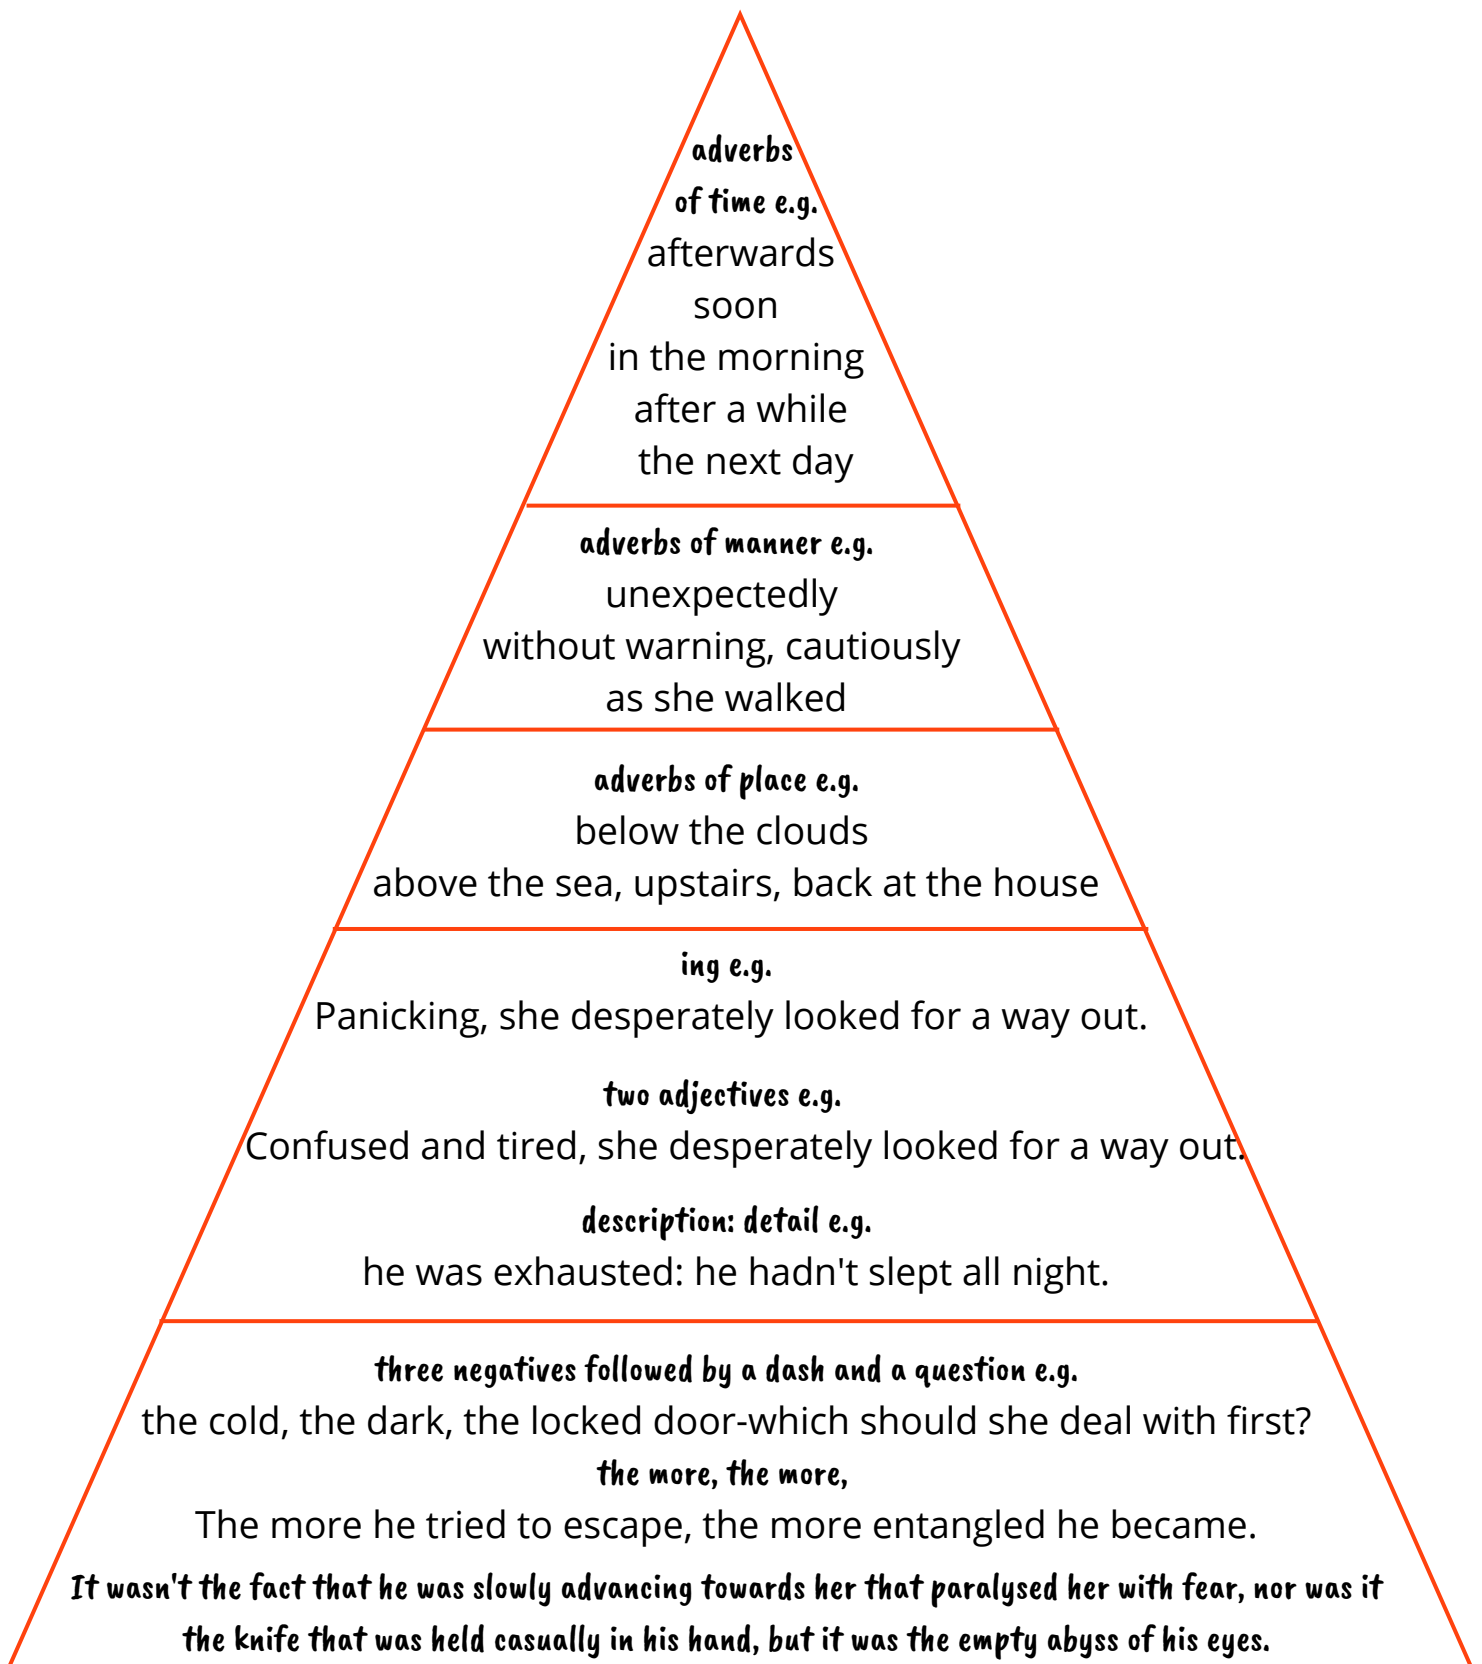 adverbs
of time e.g.
afterwards
soon
in the morning
after a while
the next day
adverbs of manner e.g.
unexpectedly
without warning, cautiously
as she walked
adverbs of place e.g.
below the clouds
above the sea, upstairs, back at the house
ing e.g.
Panicking, she desperately looked for a way out.
two adjectives e.g.
Confused and tired, she desperately looked for a way out.
description: detail e.g.
he was exhausted: he hadn't slept all night.
three negatives followed by a dash and a question e.g.
the cold, the dark, the locked door-which should she deal with first?
the more, the more,
The more he tried to escape, the more entangled he became.
It wasn't the fact that he was slowly advancing towards her that paralysed her with fear, nor was it
the knife that was held casually in his hand, but it was the empty abyss of his eyes.